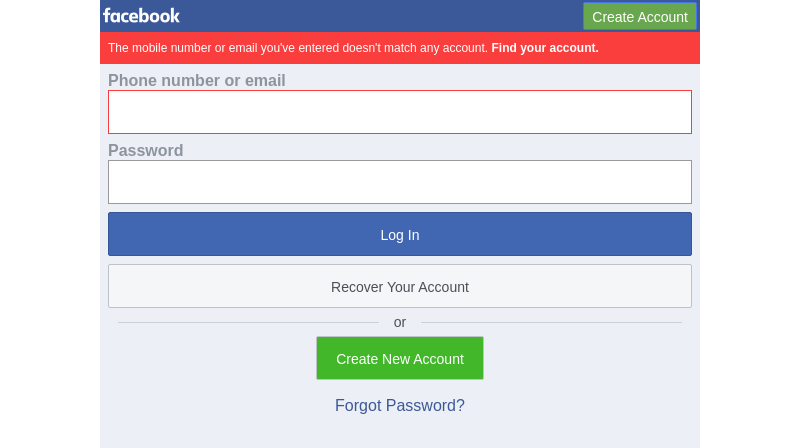 facebook
Create Account
The mobile number or email you've entered doesn't match any account. Find your account.
Phone number or email
Password
Log In
Recover Your Account
or
Create New Account
Forgot Password?